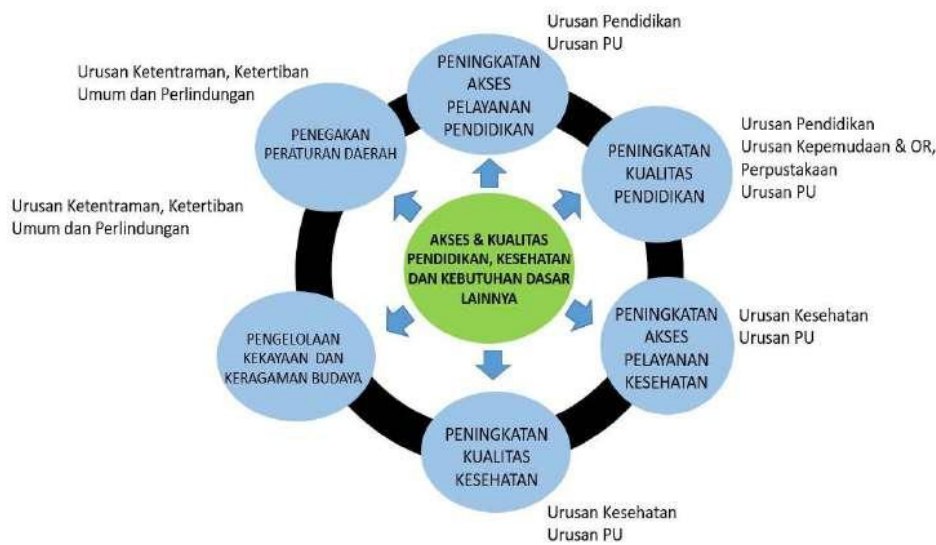 Urusan Pendidikan
Urusan PU
PENINGKATAN
AKSES
PELAYANAN
PENDIDIKAN
Urusan Ketentraman, Ketertiban
Umum dan Perlindungan
PENEGAKAN
PERATURAN DAERAH
PENINGKATAN
KUALITAS
PENDIDIKAN
Urusan Pendidikan
Urusan Kepemudaan & OR,
Perpustakaan
Urusan PU
Urusan Ketentraman, Ketertiban
Umum dan Perlindungan
AKSES & KUALITAS
PENDIDIKAN, KESEHATAN
DAN KEBUTUHAN DASAR
LAINNYA
PENINGKATAN
AKSES
PELAYANAN
KESEHATAN
Urusan Kesehatan
Urusan PU
PENGELOLAAN
KEKAYAAN DAN
KERAGAMAN BUDAYA
PENINGKATAN
KUALITAS
KESEHATAN
Urusan Kesehatan
Urusan PU